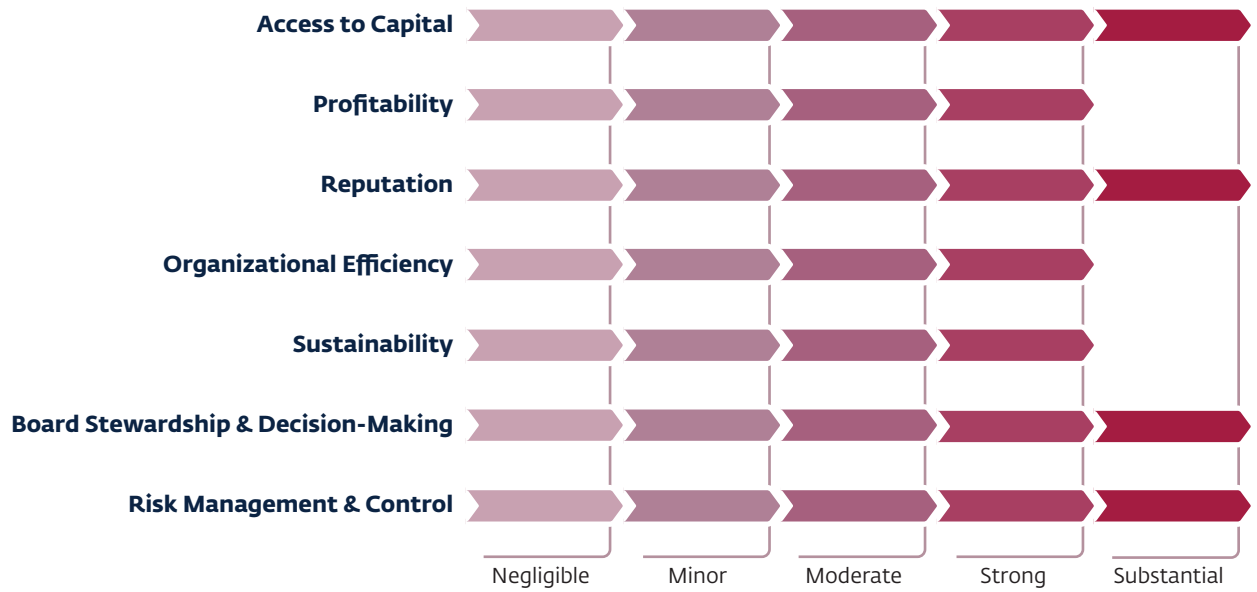 Access to Capital
Profitability
Reputation
Organizational Efficiency
Sustainability
Board Stewardship & Decision-Making
Risk Management & Control
Negligible
Minor
Moderate
Strong
Substantial